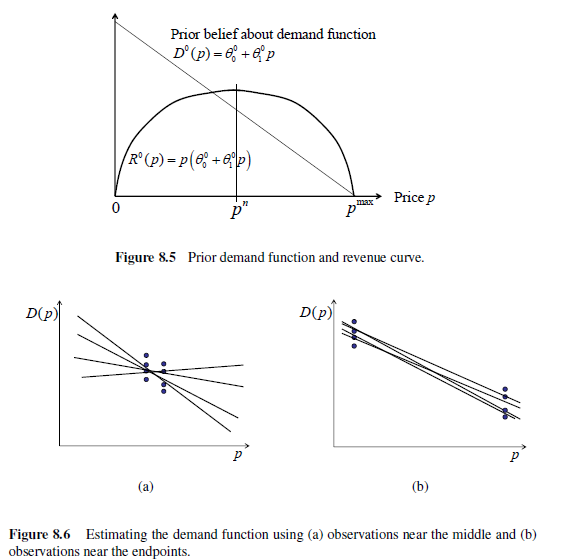 Prior belief about demand function
D⁰(p) = θ₀⁰ + θ₁⁰p
R⁰(p) = p(θ₀⁰ + θ₁⁰p)
0
pⁿ
pᵐᵃˣ
Price p
Figure 8.5 Prior demand function and revenue curve.
D(p)
p
(a)
D(p)
p
(b)
Figure 8.6 Estimating the demand function using (a) observations near the middle and (b)
observations near the endpoints.